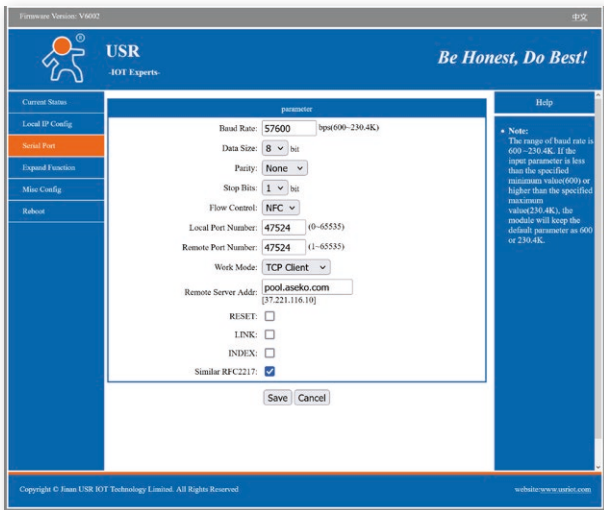 Firmware Version: V6002
中文
USR
-IOT Experts-
Be Honest, Do Best!
Current Status
Local IP Config
Serial Port
Expand Function
Misc Config
Reboot
parameter
Baud Rate: 57600 bps(600~230.4K)
Data Size: 8 bit
Parity: None
Stop Bits: 1 bit
Flow Control: NFC
Local Port Number: 47524 (0~65535)
Remote Port Number: 47524 (1~65535)
Work Mode: TCP Client
Remote Server Addr: pool.aseko.com
[37.221.116.10]
RESET:
LINK:
INDEX:
Similar RFC2217:
Save Cancel
Help
Note:
The range of baud rate is
600~230.4K. If the
input parameter is less
than the specified
minimum value(600) or
higher than the specified
maximum
value(230.4K), the
module will keep the
default parameter as 600
or 230.4K.
Copyright © Jinan USR IOT Technology Limited. All Rights Reserved
website:www.usriot.com